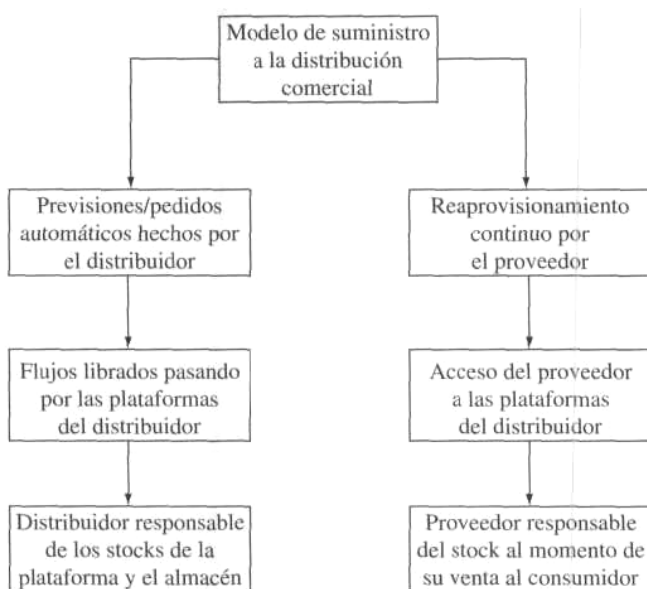 Modelo de suministro
a la distribución
comercial
Previsiones/pedidos
automáticos hechos por
el distribuidor
Reaprovisionamiento
continuo por
el proveedor
Flujos librados pasando
por las plataformas
del distribuidor
Acceso del proveedor
a las plataformas
del distribuidor
Distribuidor responsable
de los stocks de la
plataforma y el almacén
Proveedor responsable
del stock al momento de
su venta al consumidor